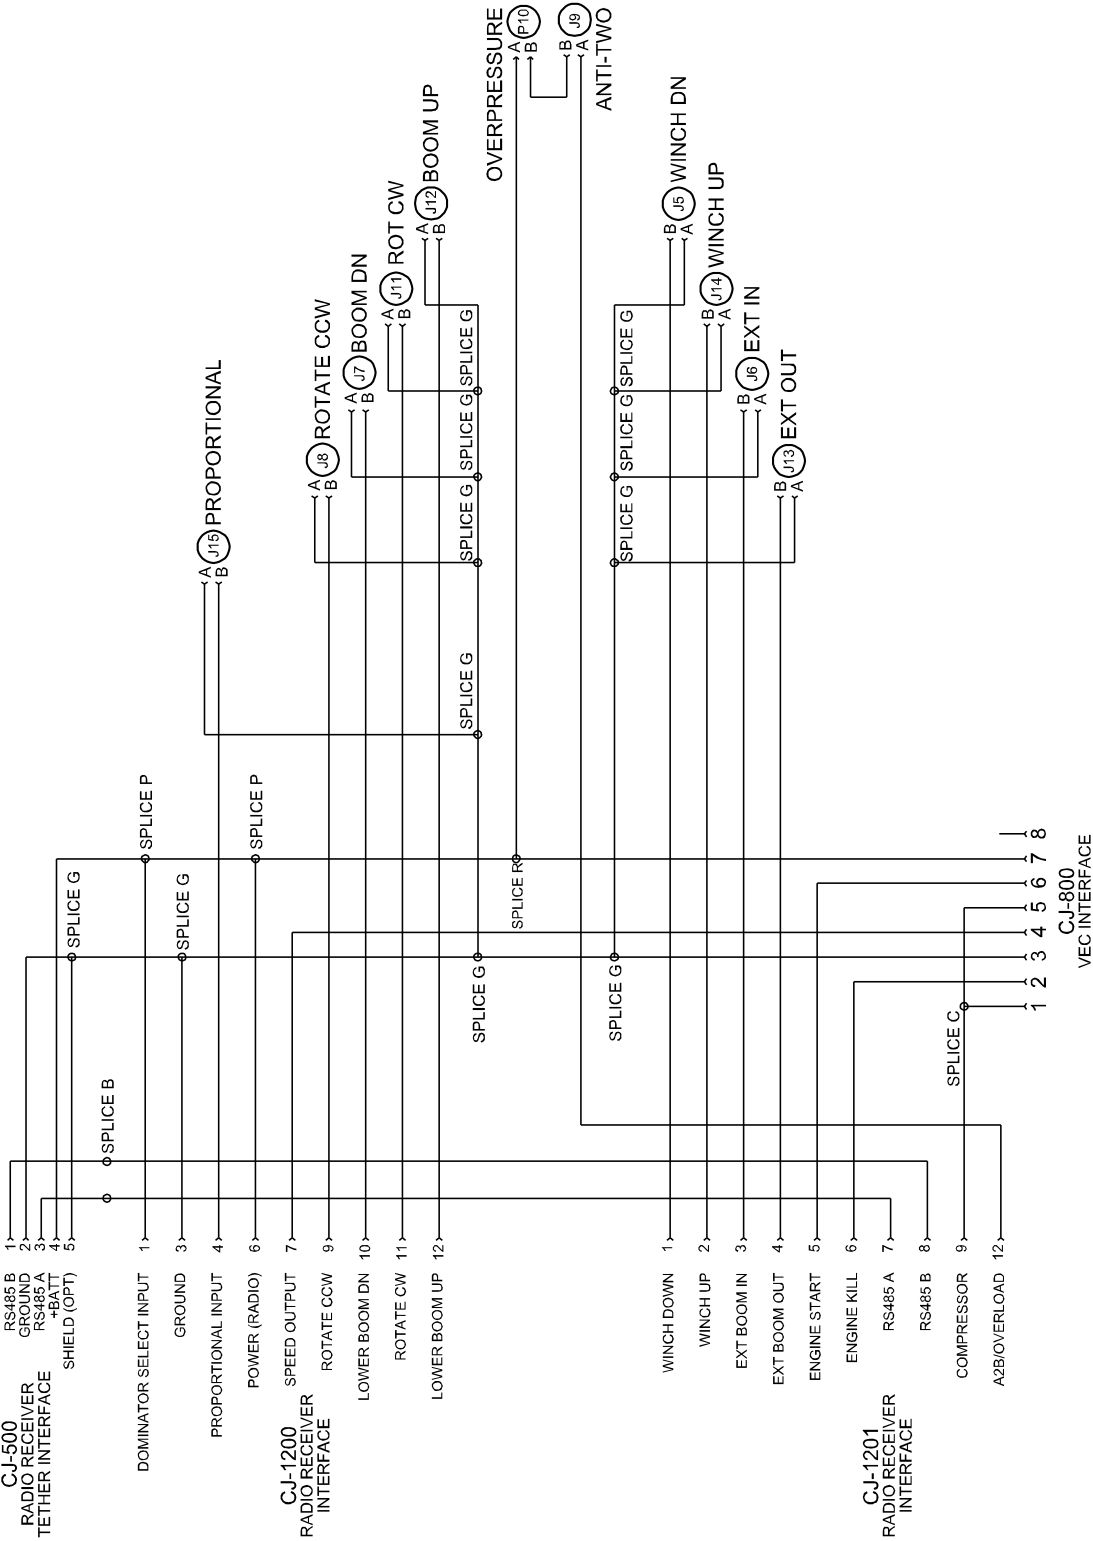 CJ-500
RADIO RECEIVER
TETHER INTERFACE
RS485 B 1
GROUND 2
RS485 A 3
+BATT 4
SHIELD (OPT) 5
CJ-1200
RADIO RECEIVER
INTERFACE
DOMINATOR SELECT INPUT 1
GROUND 3
PROPORTIONAL INPUT 4
POWER (RADIO) 6
SPEED OUTPUT 7
ROTATE CCW 9
LOWER BOOM DN 10
ROTATE CW 11
LOWER BOOM UP 12
CJ-1201
RADIO RECEIVER
INTERFACE
WINCH DOWN 1
WINCH UP 2
EXT BOOM IN 3
EXT BOOM OUT 4
ENGINE START 5
ENGINE KILL 6
RS485 A 7
RS485 B 8
COMPRESSOR 9
A2B/OVERLOAD 12
SPLICE B
SPLICE G
SPLICE P
SPLICE G
SPLICE P
SPLICE G
SPLICE R
SPLICE G
SPLICE C
SPLICE G
SPLICE G
SPLICE G
SPLICE G
SPLICE G
SPLICE G
SPLICE G
A
B
J15 PROPORTIONAL
A
B
J8 ROTATE CCW
A
B
J7 BOOM DN
A
B
J11 ROT CW
A
B
J12 BOOM UP
OVERPRESSURE
A
B
P10
B
A
J9
ANTI-TWO
B
A
J5 WINCH DN
B
A
J14 WINCH UP
B
A
J6 EXT IN
B
A
J13 EXT OUT
1
2
3
4
5
6
7
8
CJ-800
VEC INTERFACE